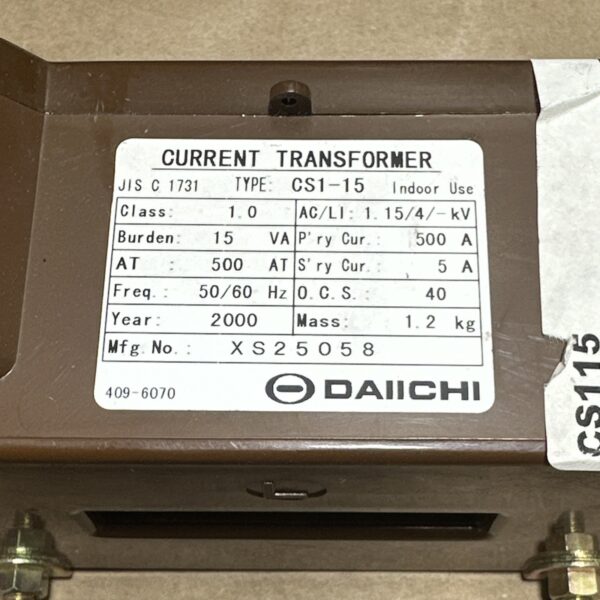 CURRENT TRANSFORMER
JIS C 1731 TYPE: CS1-15 Indoor Use
Class: 1.0 AC/LI: 1.15/4/- kV
Burden: 15 VA P'ry Cur.: 500 A
AT : 500 AT S'ry Cur.: 5 A
Freq.: 50/60 Hz O.C.S.: 40
Year: 2000 Mass: 1.2 kg
Mfg.No.: XS25058
409-6070 DAIICHI
CS115